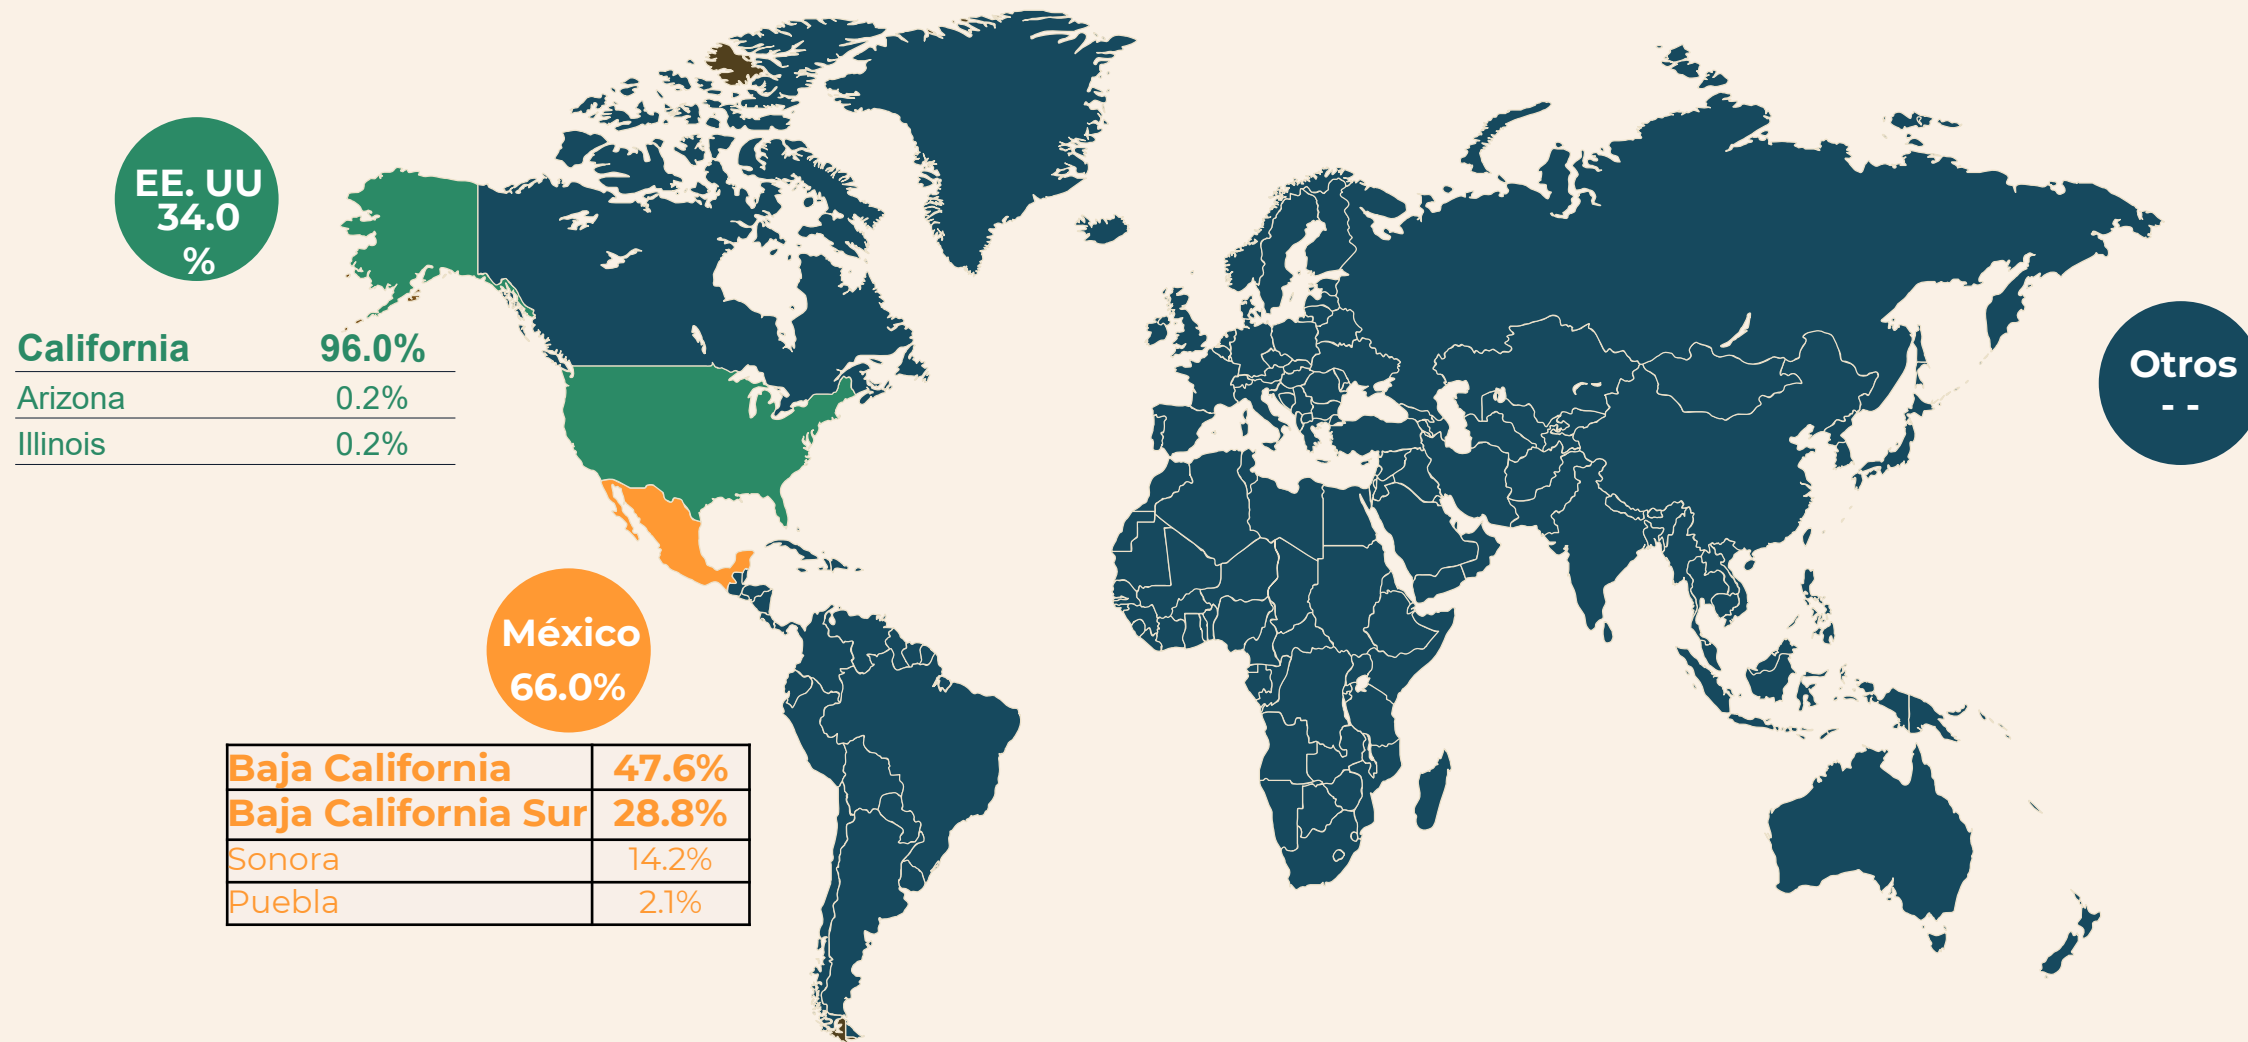 EE. UU
34.0
%
California 96.0%
Arizona 0.2%
Illinois 0.2%
Otros
- -
México
66.0%
Baja California 47.6%
Baja California Sur 28.8%
Sonora 14.2%
Puebla 2.1%